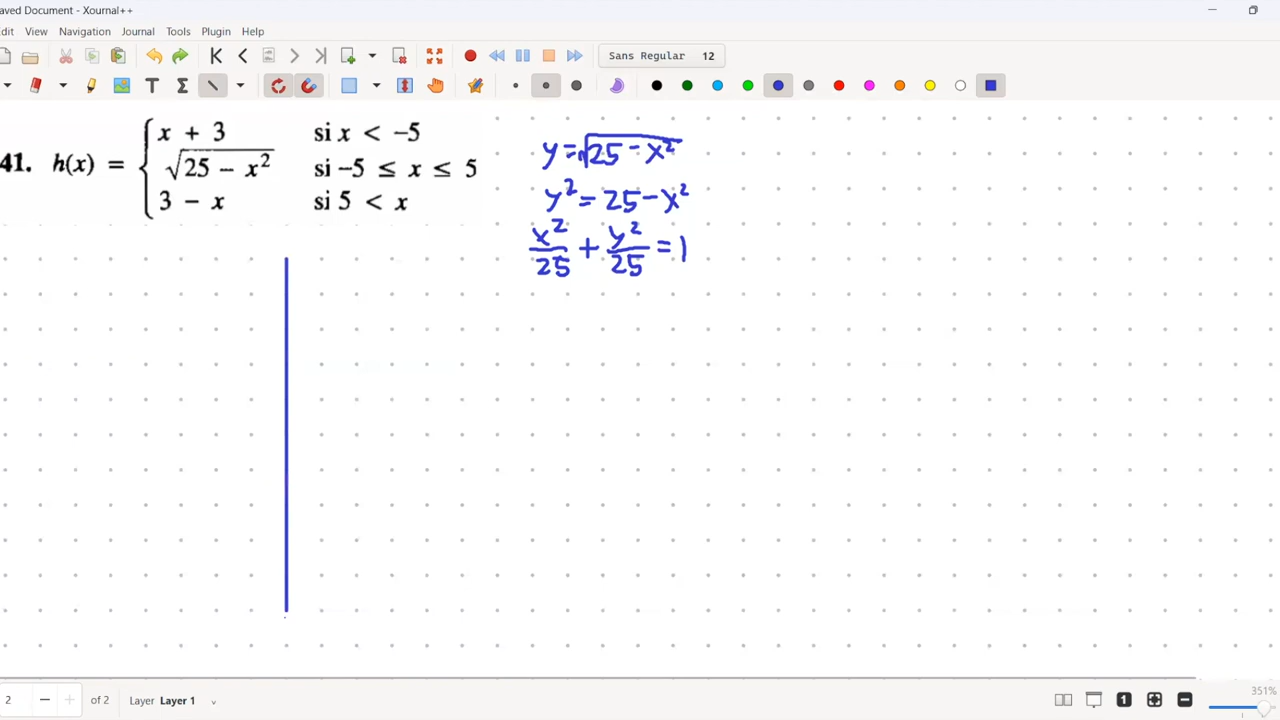 aved Document - Xournal++
dit View Navigation Journal Tools Plugin Help
Sans Regular 12
41. h(x) = { x + 3 si x < –5
√25 – x² si –5 ≤ x ≤ 5
3 – x si 5 < x
y=√25-x²
y²=25-x²
x²/25 + y²/25 = 1
2 of 2 Layer Layer 1
351%